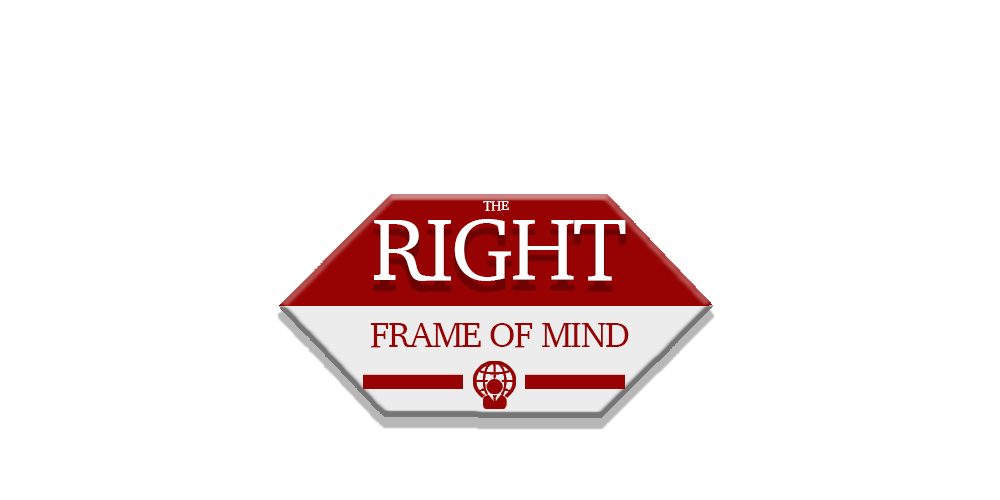 THE
RIGHT
FRAME OF MIND